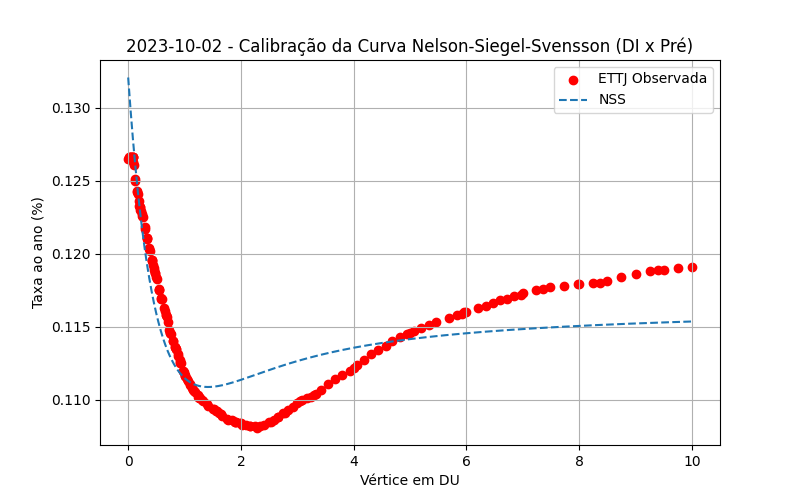 2023-10-02 - Calibração da Curva Nelson-Siegel-Svensson (DI x Pré)
ETTJ Observada
NSS
Taxa ao ano (%)
0.130
0.125
0.120
0.115
0.110
0 2 4 6 8 10
Vértice em DU